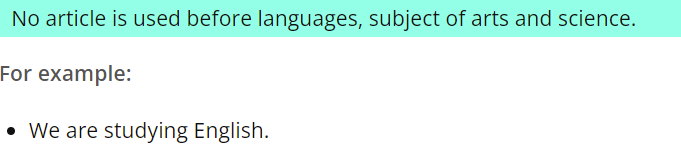 No article is used before languages, subject of arts and science.
For example:
• We are studying English.